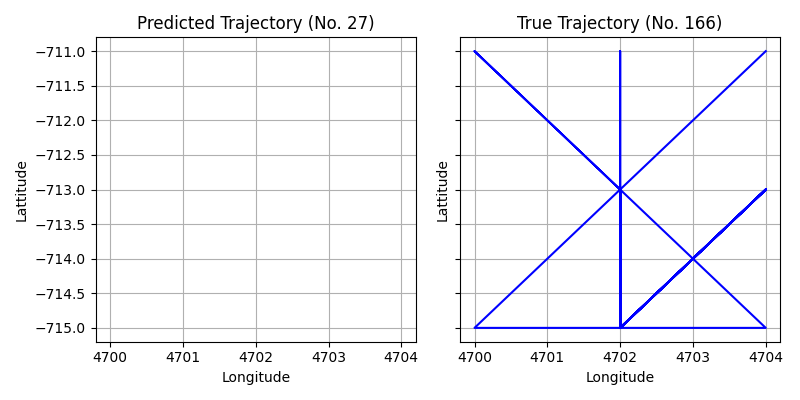 Predicted Trajectory (No. 27)
True Trajectory (No. 166)
−711.0
−711.5
−712.0
−712.5
−713.0
−713.5
−714.0
−714.5
−715.0
Lattitude
Lattitude
4700 4701 4702 4703 4704
4700 4701 4702 4703 4704
Longitude
Longitude